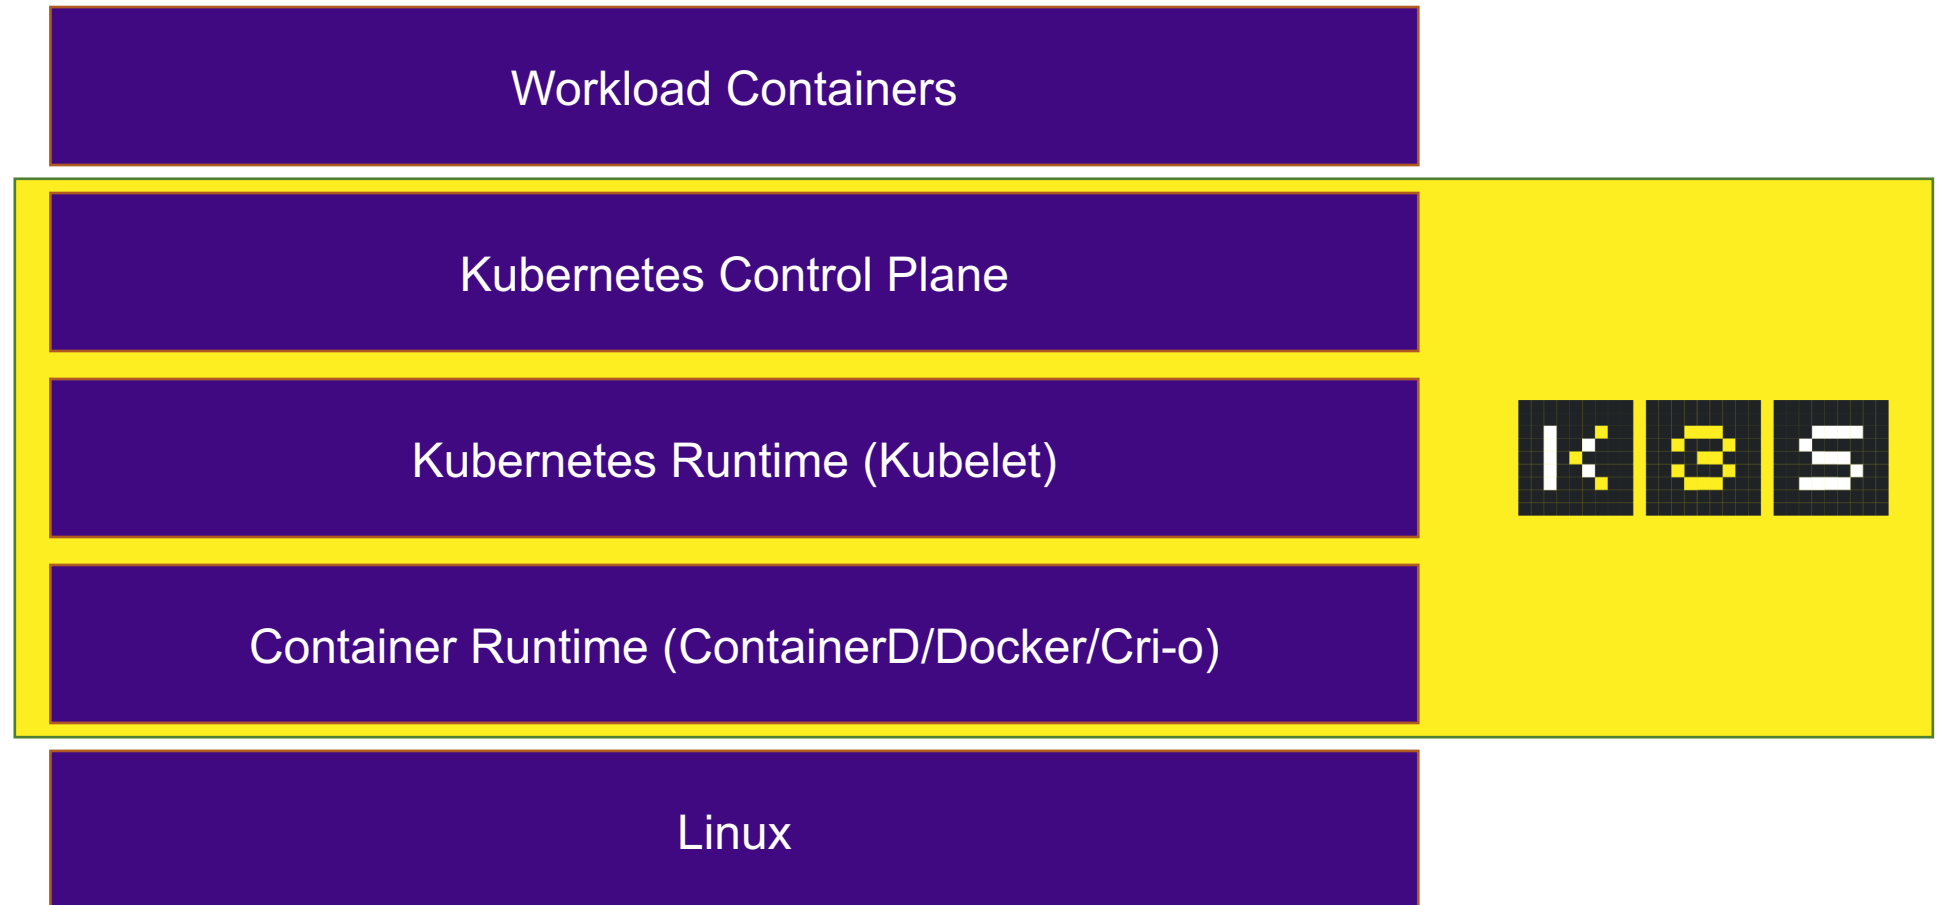 Workload Containers
Kubernetes Control Plane
Kubernetes Runtime (Kubelet)
K3S
Container Runtime (ContainerD/Docker/Cri-o)
Linux